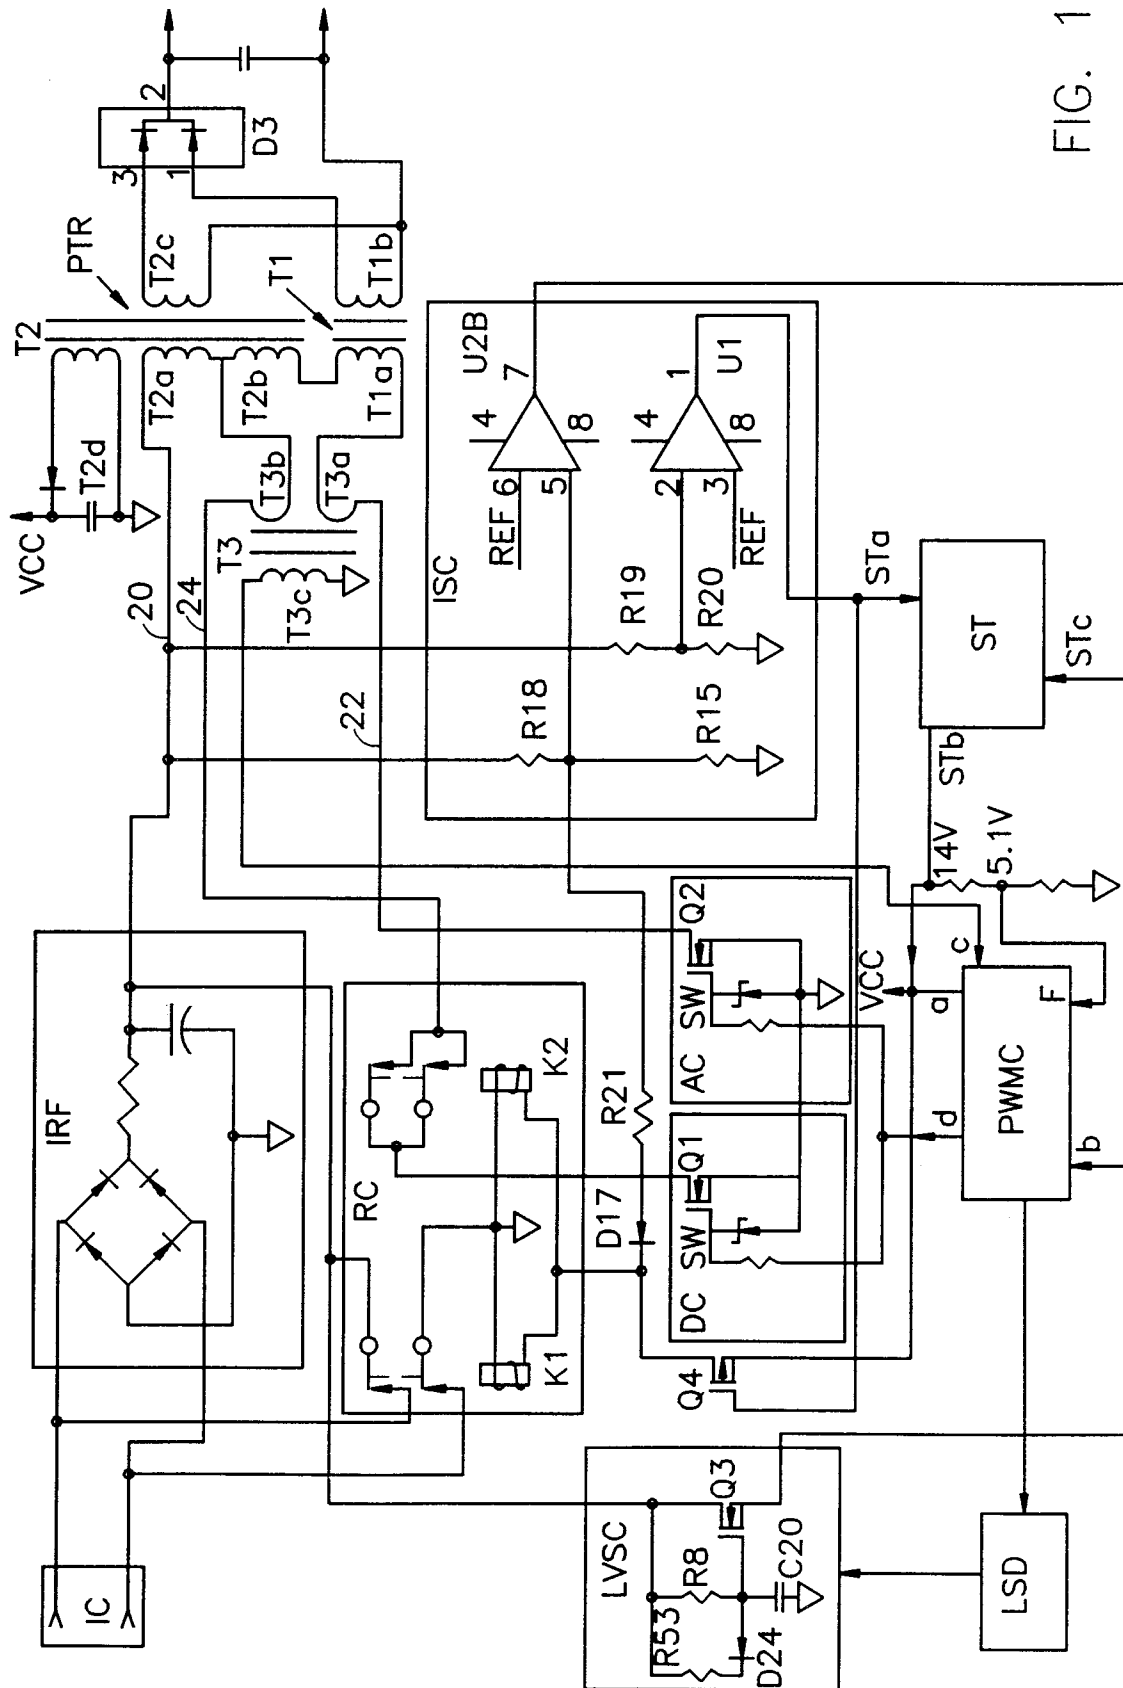 FIG. 1
2
D3
3
1
PTR
T2c
T1
T1b
T2
T2a
T2b
T1a
T2d
VCC
T3b
T3a
T3
T3c
20
24
22
ISC
U2B
7
4
8
6
5
REF
U1
1
4
8
2
3
REF
R19
R20
R18
R15
STa
ST
STc
STb
14V
5.1V
IRF
RC
K2
K1
R21
D17
Q2
SW
AC
Q1
SW
DC
Q4
VCC
a
c
F
d
b
PWMC
IC
LVSC
Q3
R8
C20
R53
D24
LSD